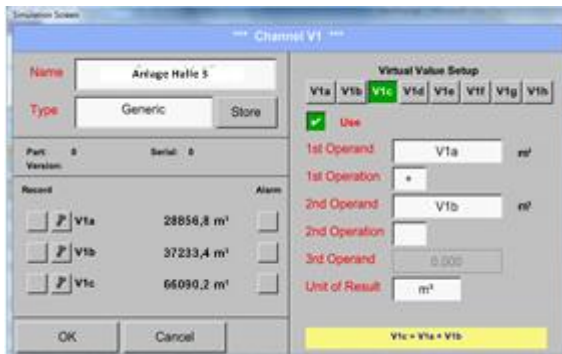 Simulation Screen
*** Channel V1 ***
Name
Anlage Halle 3
Type
Generic
Store
Part: 0
Serial: 0
Version:
Record
Alarm
V1a
28856,8 m³
V1b
37233,4 m³
V1c
66090,2 m³
OK
Cancel
Virtual Value Setup
V1a V1b V1c V1d V1e V1f V1g V1h
Use
1st Operand
V1a
m³
1st Operation
+
2nd Operand
V1b
m³
2nd Operation
3rd Operand
0.000
Unit of Result
m³
V1c = V1a + V1b